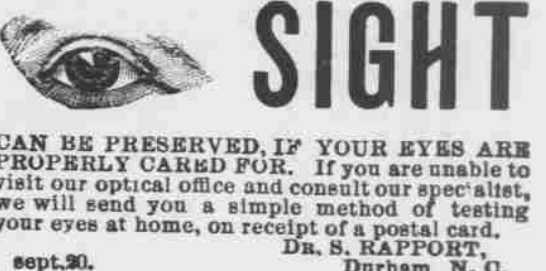 SIGHT
CAN BE PRESERVED, IF YOUR EYES ARE
PROPERLY CARED FOR. If you are unable to
visit our optical office and consult our specialist,
we will send you a simple method of testing
your eyes at home, on receipt of a postal card.
DR. S. RAPPORT,
sept.20. Durham, N. C.